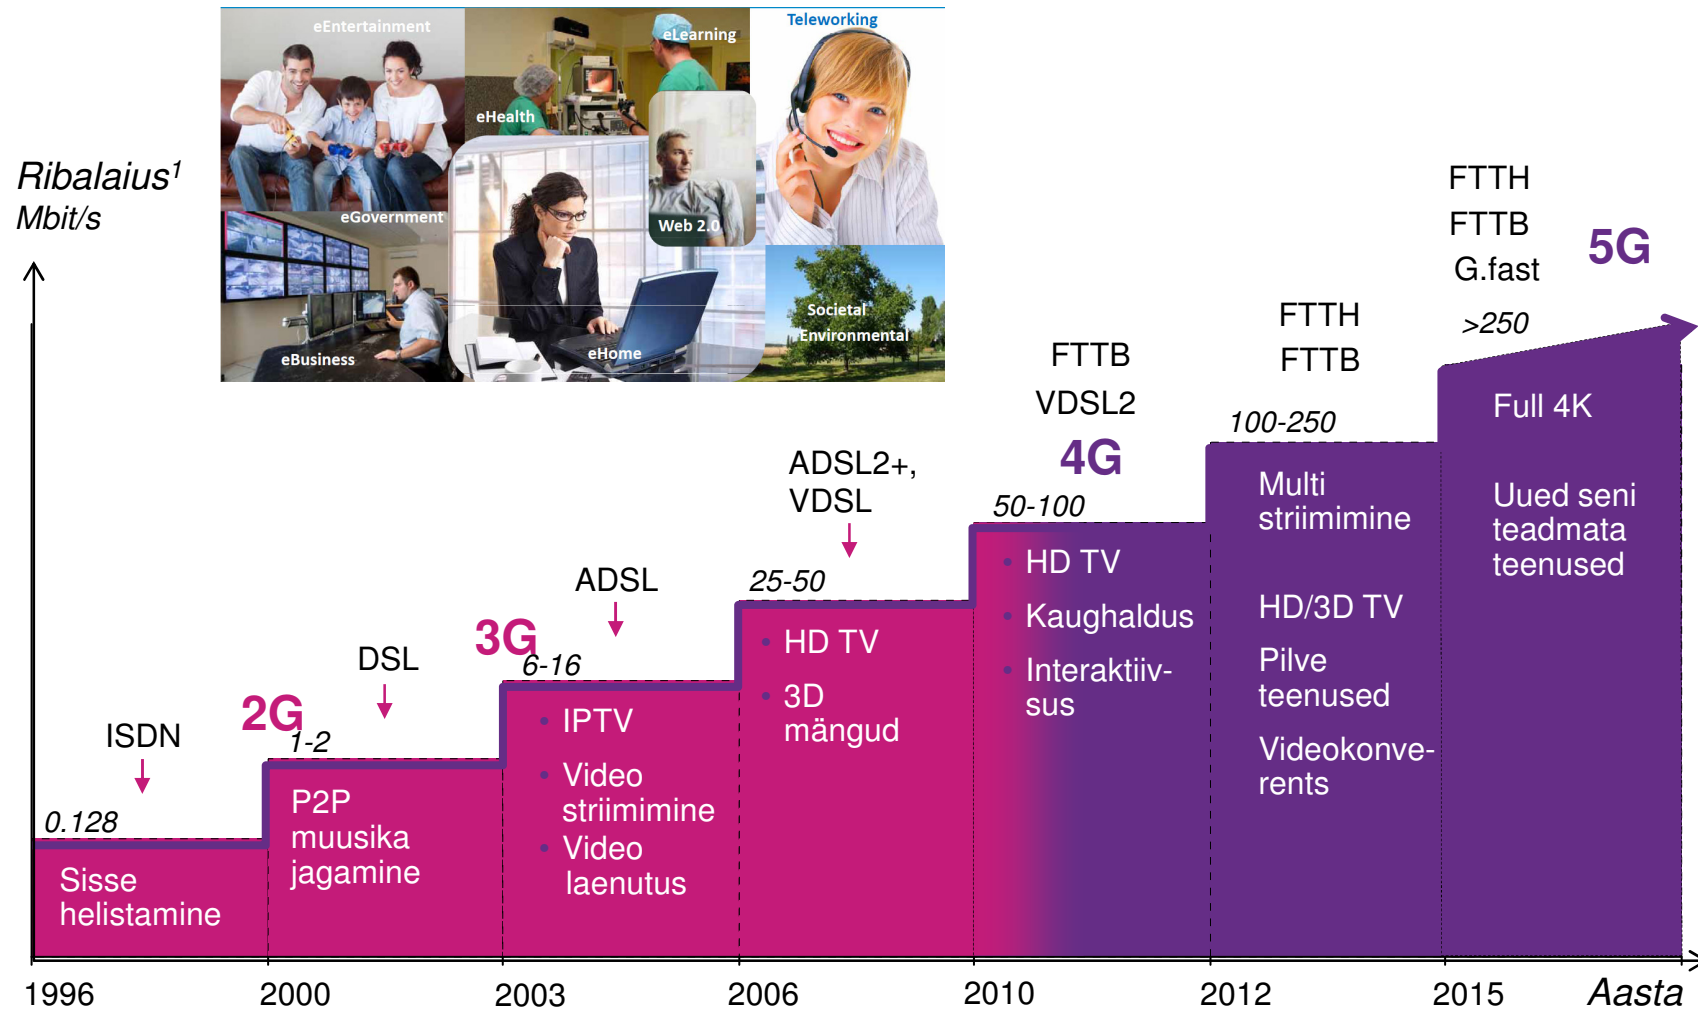 eEntertainment
eLearning
Teleworking
eHealth
Web 2.0
eGovernment
eBusiness
eHome
Societal
Environmental
Ribalaius¹
Mbit/s
ISDN
0.128
Sisse
helistamine
2G
DSL
1-2
P2P
muusika
jagamine
3G
ADSL
6-16
• IPTV
• Video
striimimine
• Video
laenutus
ADSL2+,
VDSL
25-50
• HD TV
• 3D
mängud
FTTB
VDSL2
4G
50-100
• HD TV
• Kaughaldus
• Interaktiiv-
sus
FTTH
FTTB
100-250
Multi
striimimine
HD/3D TV
Pilve
teenused
Videokonve-
rents
FTTH
FTTB
G.fast
5G
>250
Full 4K
Uued seni
teadmata
teenused
1996
2000
2003
2006
2010
2012
2015
Aasta